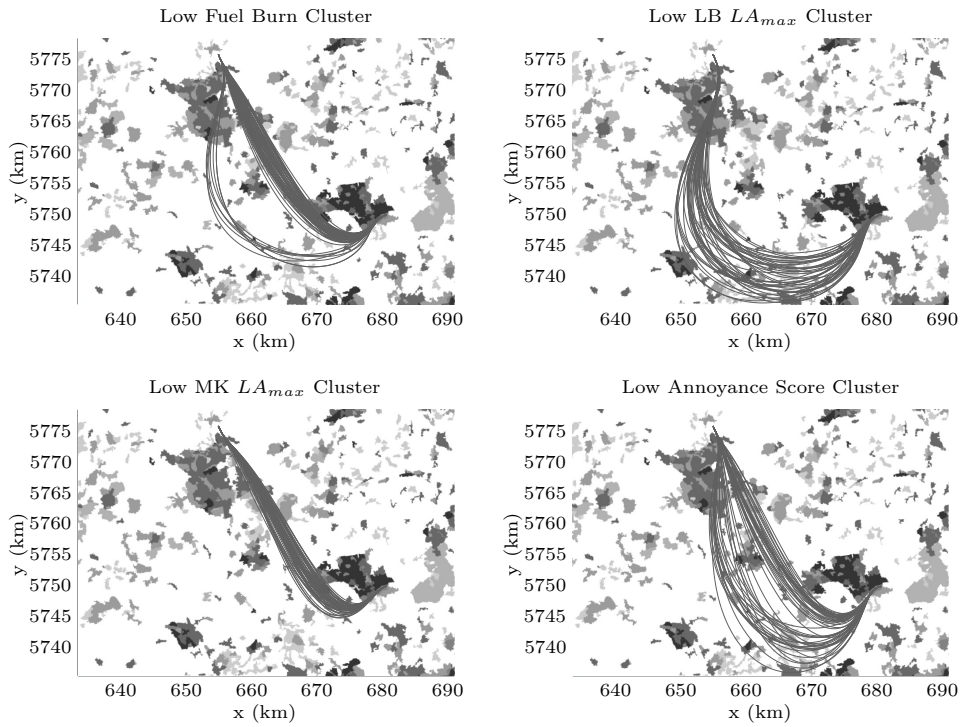 Low Fuel Burn Cluster
5775
5770
5765
5760
5755
5750
5745
5740
y (km)
640 650 660 670 680 690
x (km)
Low LB LAmax Cluster
5775
5770
5765
5760
5755
5750
5745
5740
y (km)
640 650 660 670 680 690
x (km)
Low MK LAmax Cluster
5775
5770
5765
5760
5755
5750
5745
5740
y (km)
640 650 660 670 680 690
x (km)
Low Annoyance Score Cluster
5775
5770
5765
5760
5755
5750
5745
5740
y (km)
640 650 660 670 680 690
x (km)